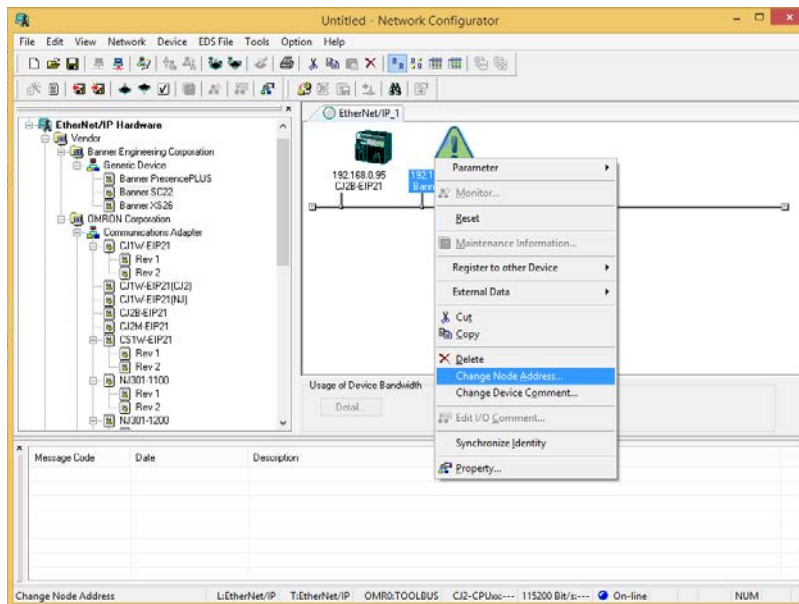 Untitled - Network Configurator
File Edit View Network Device EDS File Tools Option Help
EtherNet/IP Hardware
Vendor
Banner Engineering Corporation
Generic Device
Banner PresencePLUS
Banner SC22
Banner XS26
OMRON Corporation
Communications Adapter
CJ1W-EIP21
Rev 1
Rev 2
CJ1W-EIP21(CJ2)
CJ1W-EIP21(NJ)
CJ2B-EIP21
CJ2M-EIP21
CS1W-EIP21
Rev 1
Rev 2
NJ301-1100
Rev 1
Rev 2
NJ301-1200
EtherNet/IP_1
192.168.0.95
CJ2B-EIP21
192.1
Bann
Parameter
Monitor...
Reset
Maintenance Information...
Register to other Device
External Data
Cut
Copy
Delete
Change Node Address...
Change Device Comment...
Edit I/O Comment...
Synchronize Identity
Property...
Usage of Device Bandwidth
Detail...
Message Code Date Description
Change Node Address L:EtherNet/IP T:EtherNet/IP OMR0:TOOLBUS CJ2-CPUxx:--- 115200 Bit/s:--- On-line NUM